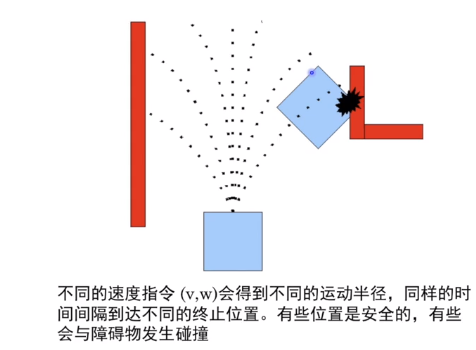 不同的速度指令 (v,w)会得到不同的运动半径，同样的时
间间隔到达不同的终止位置。有些位置是安全的，有些
会与障碍物发生碰撞